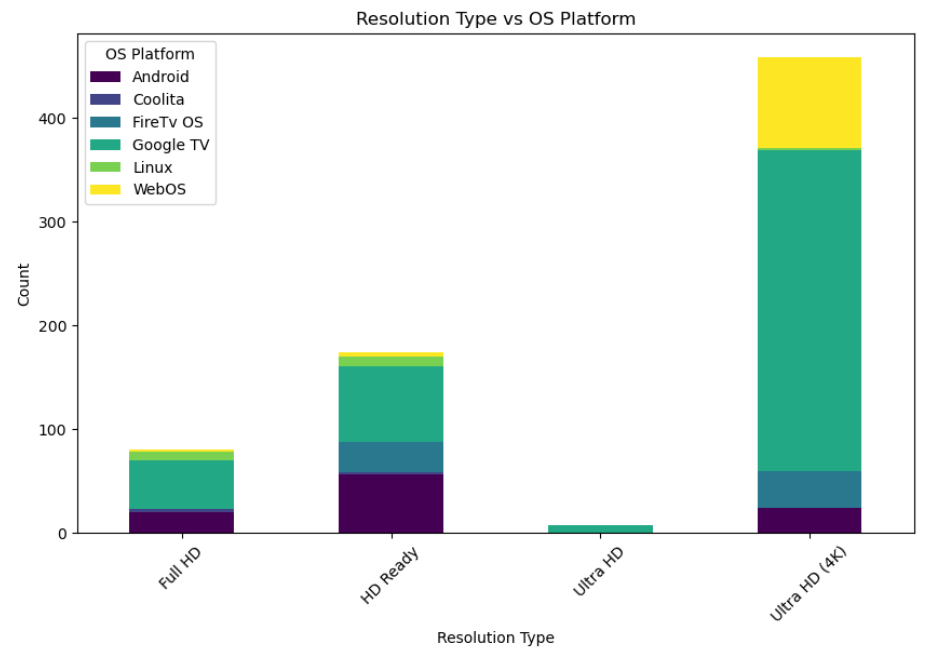 Resolution Type vs OS Platform
OS Platform
Android
Coolita
FireTv OS
Google TV
Linux
WebOS
400
300
200
100
0
Count
Full HD
HD Ready
Ultra HD
Ultra HD (4K)
Resolution Type